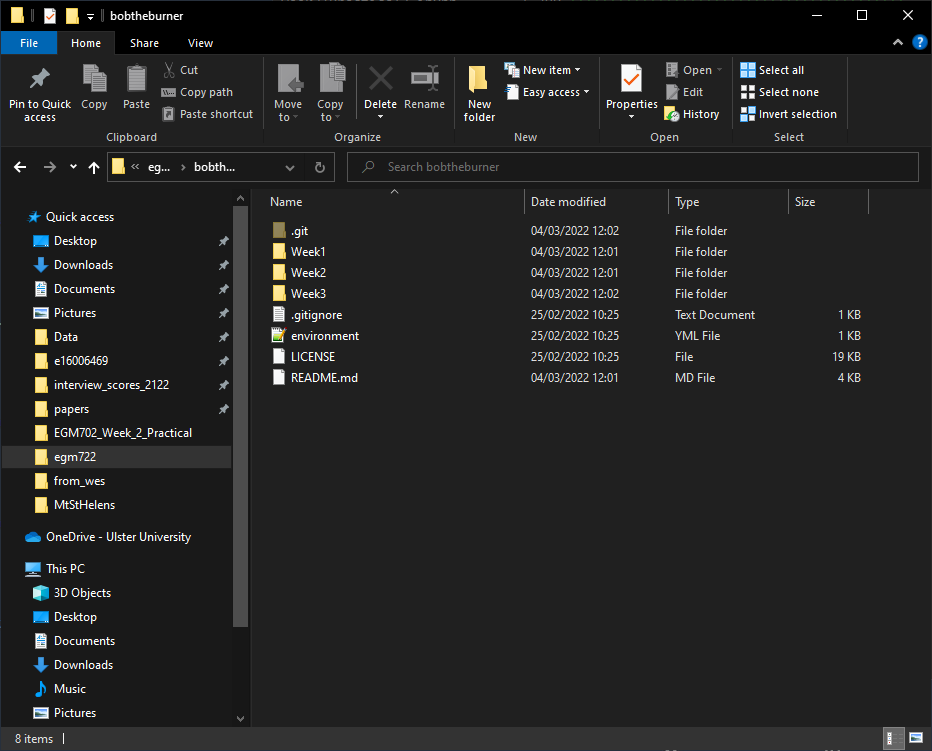 bobtheburner
File Home Share View
Pin to Quick access
Copy
Paste
Cut
Copy path
Paste shortcut
Clipboard
Move to
Copy to
Delete
Rename
Organize
New folder
New item
Easy access
New
Properties
Open
Edit
History
Open
Select all
Select none
Invert selection
Select
« eg... › bobth...
Search bobtheburner
Quick access
Desktop
Downloads
Documents
Pictures
Data
e16006469
interview_scores_2122
papers
EGM702_Week_2_Practical
egm722
from_wes
MtStHelens
OneDrive - Ulster University
This PC
3D Objects
Desktop
Documents
Downloads
Music
Pictures
Name Date modified Type Size
.git 04/03/2022 12:02 File folder
Week1 04/03/2022 12:01 File folder
Week2 04/03/2022 12:01 File folder
Week3 04/03/2022 12:02 File folder
.gitignore 25/02/2022 10:25 Text Document 1 KB
environment 25/02/2022 10:25 YML File 1 KB
LICENSE 25/02/2022 10:25 File 19 KB
README.md 04/03/2022 12:01 MD File 4 KB
8 items